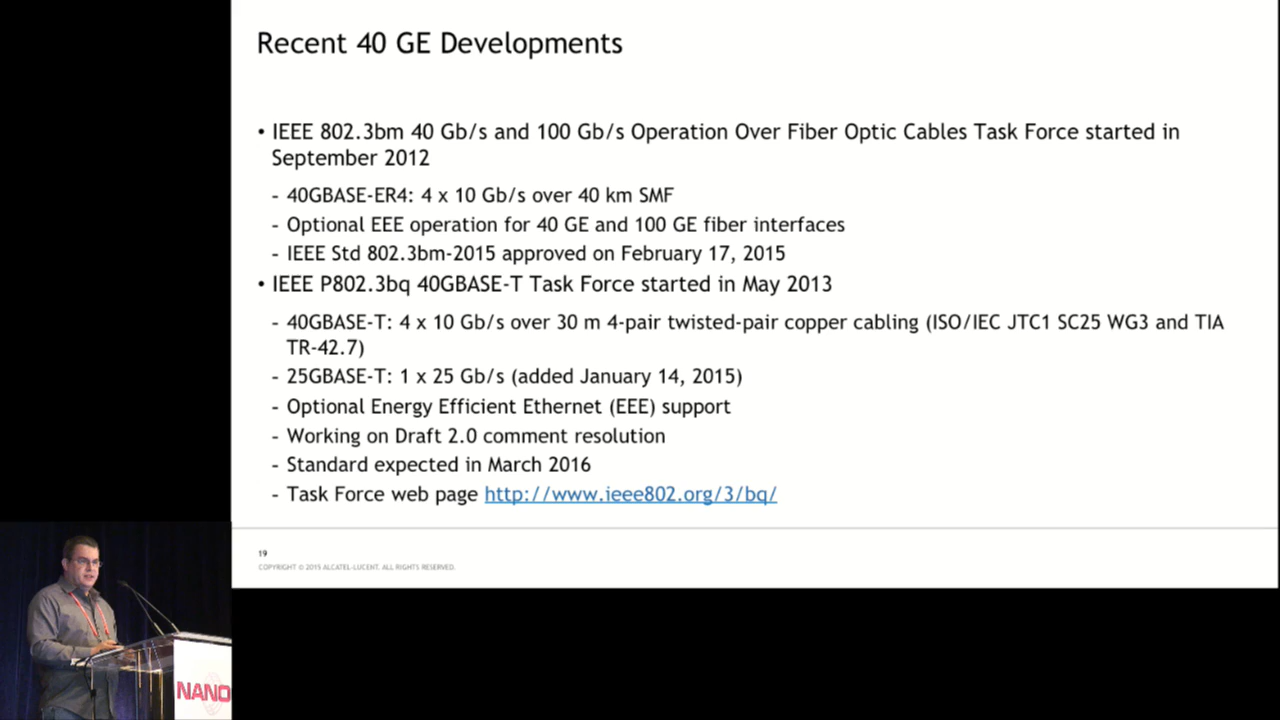 Recent 40 GE Developments
• IEEE 802.3bm 40 Gb/s and 100 Gb/s Operation Over Fiber Optic Cables Task Force started in
September 2012
- 40GBASE-ER4: 4 x 10 Gb/s over 40 km SMF
- Optional EEE operation for 40 GE and 100 GE fiber interfaces
- IEEE Std 802.3bm-2015 approved on February 17, 2015
• IEEE P802.3bq 40GBASE-T Task Force started in May 2013
- 40GBASE-T: 4 x 10 Gb/s over 30 m 4-pair twisted-pair copper cabling (ISO/IEC JTC1 SC25 WG3 and TIA
TR-42.7)
- 25GBASE-T: 1 x 25 Gb/s (added January 14, 2015)
- Optional Energy Efficient Ethernet (EEE) support
- Working on Draft 2.0 comment resolution
- Standard expected in March 2016
- Task Force web page http://www.ieee802.org/3/bq/
19
COPYRIGHT © 2015 ALCATEL-LUCENT. ALL RIGHTS RESERVED.
NANO